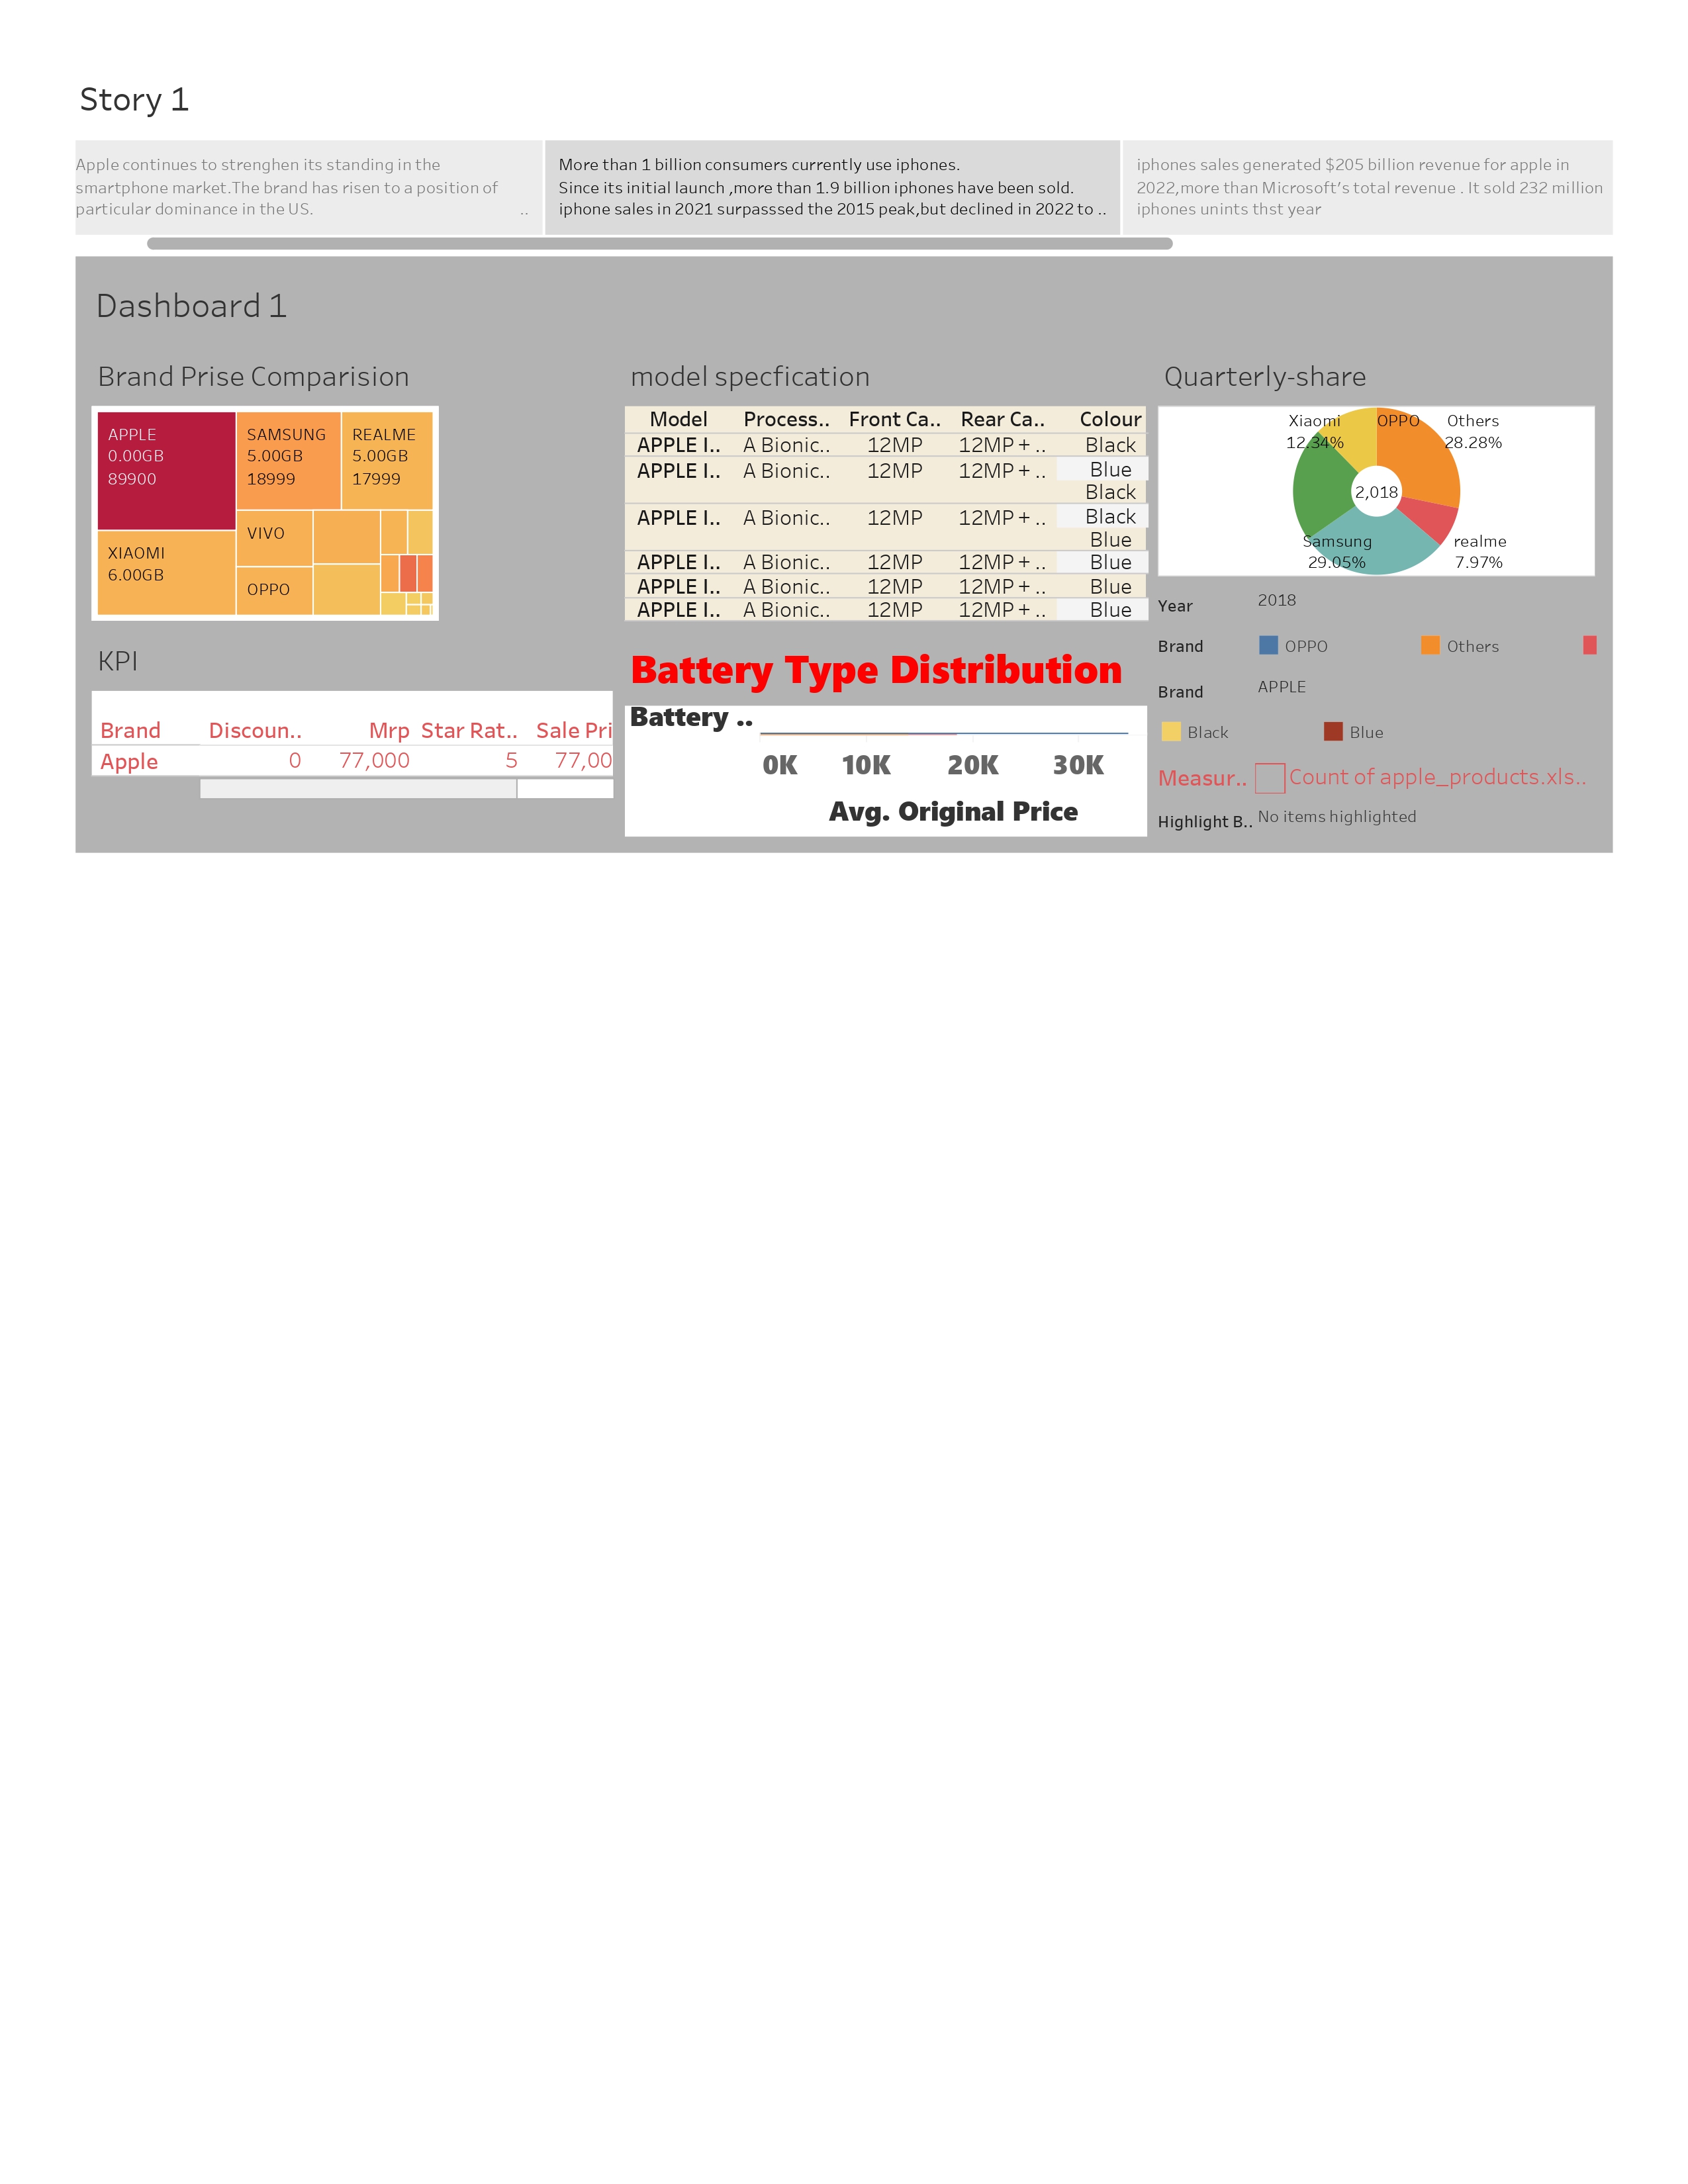 Story 1
Apple continues to strenghen its standing in the
smartphone market.The brand has risen to a position of
particular dominance in the US.
..
More than 1 billion consumers currently use iphones.
Since its initial launch ,more than 1.9 billion iphones have been sold.
iphone sales in 2021 surpasssed the 2015 peak,but declined in 2022 to ..
iphones sales generated $205 billion revenue for apple in
2022,more than Microsoft's total revenue . It sold 232 million
iphones unints thst year
Dashboard 1
Brand Prise Comparision
APPLE
0.00GB
89900
SAMSUNG
5.00GB
18999
REALME
5.00GB
17999
XIAOMI
6.00GB
VIVO
OPPO
KPI
Brand Discoun.. Mrp Star Rat.. Sale Pri
Apple 0 77,000 5 77,00
model specfication
Model Process.. Front Ca.. Rear Ca.. Colour
APPLE I.. A Bionic.. 12MP 12MP + .. Black
APPLE I.. A Bionic.. 12MP 12MP + .. Blue
Black
APPLE I.. A Bionic.. 12MP 12MP + .. Black
Blue
APPLE I.. A Bionic.. 12MP 12MP + .. Blue
APPLE I.. A Bionic.. 12MP 12MP + .. Blue
APPLE I.. A Bionic.. 12MP 12MP + .. Blue
Battery Type Distribution
Battery ..
0K 10K 20K 30K
Avg. Original Price
Quarterly-share
Xiaomi
12.34%
OPPO
Others
28.28%
2,018
Samsung
29.05%
realme
7.97%
Year 2018
Brand OPPO Others
Brand APPLE
Black Blue
Measur.. Count of apple_products.xls..
Highlight B.. No items highlighted